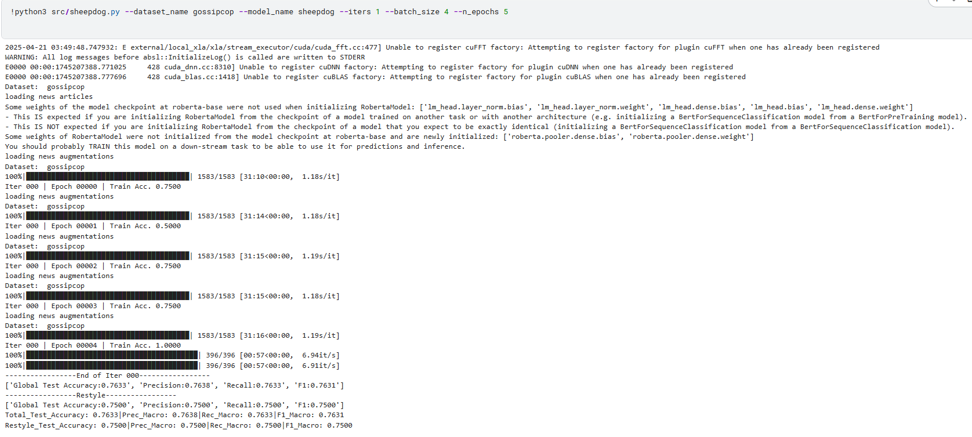 !python3 src/sheepdog.py --dataset_name gossipcop --model_name sheepdog --iters 1 --batch_size 4 --n_epochs 5
2025-04-21 03:49:48.747932: E external/local_xla/xla/stream_executor/cuda/cuda_fft.cc:477] Unable to register cuFFT factory: Attempting to register factory for plugin cuFFT when one has already been registered
WARNING: All log messages before absl::InitializeLog() is called are written to STDERR
E0000 00:00:1745207388.771025     428 cuda_dnn.cc:8310] Unable to register cuDNN factory: Attempting to register factory for plugin cuDNN when one has already been registered
E0000 00:00:1745207388.777696     428 cuda_blas.cc:1418] Unable to register cuBLAS factory: Attempting to register factory for plugin cuBLAS when one has already been registered
Dataset:  gossipcop
loading news articles
Some weights of the model checkpoint at roberta-base were not used when initializing RobertaModel: ['lm_head.layer_norm.bias', 'lm_head.layer_norm.weight', 'lm_head.dense.bias', 'lm_head.bias', 'lm_head.dense.weight']
- This IS expected if you are initializing RobertaModel from the checkpoint of a model trained on another task or with another architecture (e.g. initializing a BertForSequenceClassification model from a BertForPreTraining model).
- This IS NOT expected if you are initializing RobertaModel from the checkpoint of a model that you expect to be exactly identical (initializing a BertForSequenceClassification model from a BertForSequenceClassification model).
Some weights of RobertaModel were not initialized from the model checkpoint at roberta-base and are newly initialized: ['roberta.pooler.dense.bias', 'roberta.pooler.dense.weight']
You should probably TRAIN this model on a down-stream task to be able to use it for predictions and inference.
loading news augmentations
Dataset:  gossipcop
100%| | 1583/1583 [31:10<00:00,  1.18s/it]
Iter 000 | Epoch 00000 | Train Acc. 0.7500
loading news augmentations
Dataset:  gossipcop
100%| | 1583/1583 [31:14<00:00,  1.18s/it]
Iter 000 | Epoch 00001 | Train Acc. 0.5000
loading news augmentations
Dataset:  gossipcop
100%| | 1583/1583 [31:15<00:00,  1.19s/it]
Iter 000 | Epoch 00002 | Train Acc. 0.7500
loading news augmentations
Dataset:  gossipcop
100%| | 1583/1583 [31:15<00:00,  1.18s/it]
Iter 000 | Epoch 00003 | Train Acc. 0.7500
loading news augmentations
Dataset:  gossipcop
100%| | 1583/1583 [31:16<00:00,  1.19s/it]
Iter 000 | Epoch 00004 | Train Acc. 1.0000
100%| | 396/396 [00:57<00:00,  6.94it/s]
100%| | 396/396 [00:57<00:00,  6.91it/s]
-----------------End of Iter 000-----------------
['Global Test Accuracy:0.7633', 'Precision:0.7638', 'Recall:0.7633', 'F1:0.7631']
-----------------Restyle-----------------
['Global Test Accuracy:0.7500', 'Precision:0.7500', 'Recall:0.7500', 'F1:0.7500']
Total_Test_Accuracy: 0.7633|Prec_Macro: 0.7638|Rec_Macro: 0.7633|F1_Macro: 0.7631
Restyle_Test_Accuracy: 0.7500|Prec_Macro: 0.7500|Rec_Macro: 0.7500|F1_Macro: 0.7500